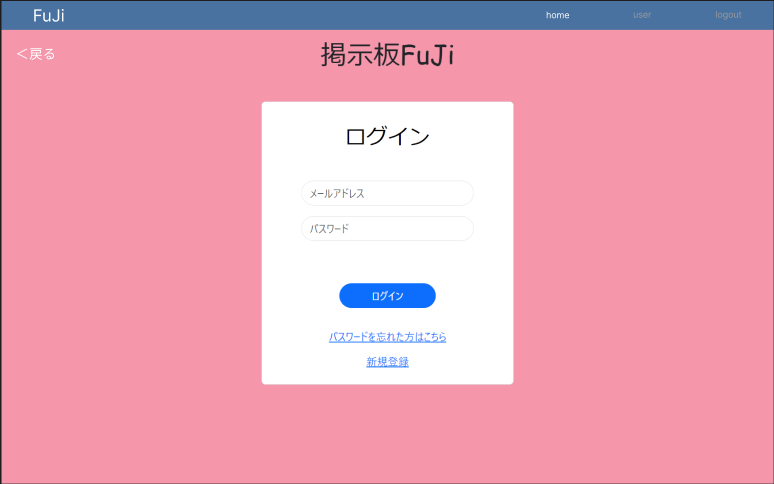 FuJi home user logout
＜戻る
掲示板FuJi
ログイン
メールアドレス
パスワード
ログイン
パスワードを忘れた方はこちら
新規登録